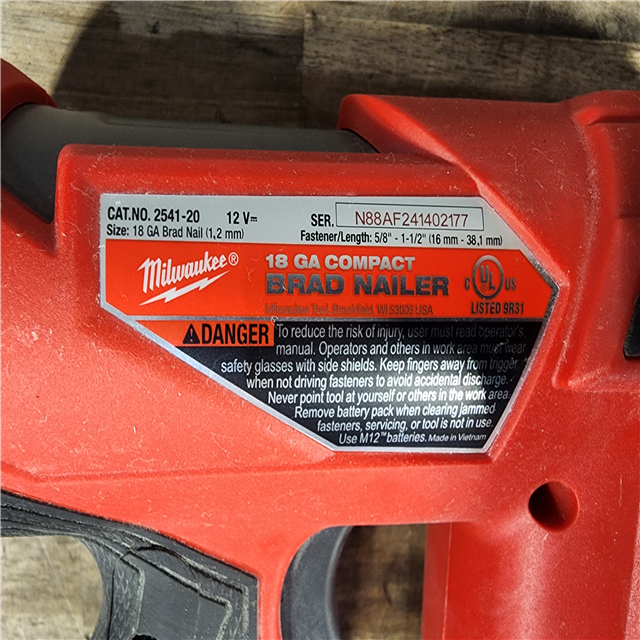 CAT.NO. 2541-20 12 V⎓ SER. N88AF241402177
Size: 18 GA Brad Nail (1,2 mm) Fastener/Length: 5/8" - 1-1/2" (16 mm - 38,1 mm)
Milwaukee®
18 GA COMPACT
BRAD NAILER
Milwaukee Tool, Brookfield, WI 53005 USA
C UL US
LISTED 9R31
DANGER To reduce the risk of injury, user must read operator's
manual. Operators and others in work area must wear
safety glasses with side shields. Keep fingers away from trigger
when not driving fasteners to avoid accidental discharge.
Never point tool at yourself or others in the work area.
Remove battery pack when clearing jammed
fasteners, servicing, or tool is not in use.
Use M12™ batteries. Made in Vietnam